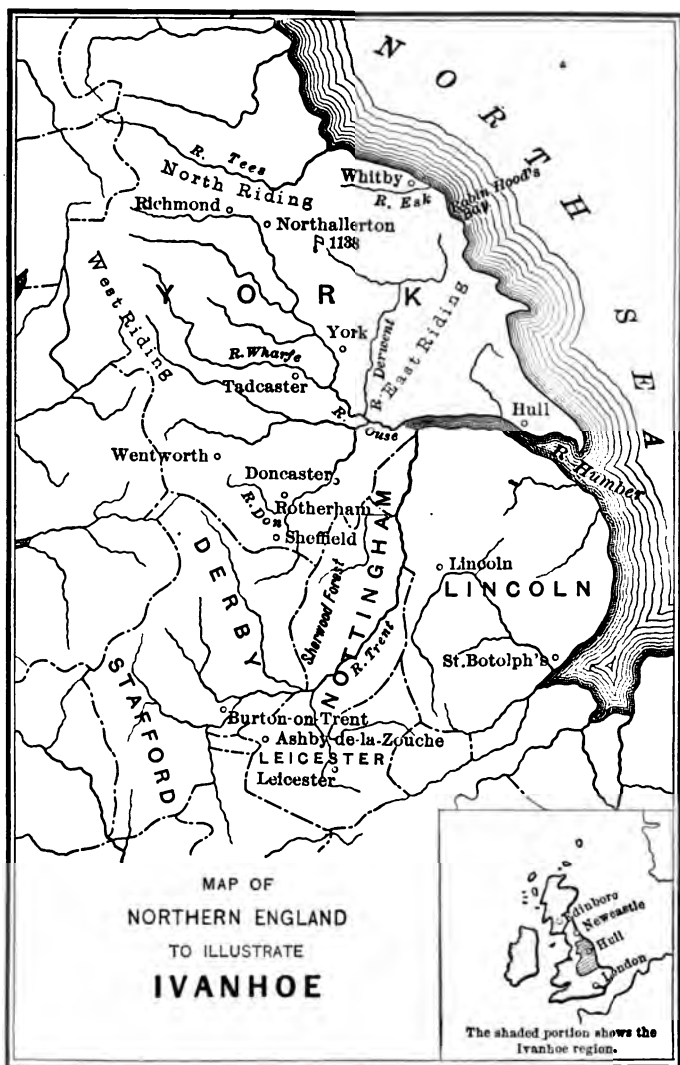 NORTH SEA
R. Tees
North Riding
Whitby
R. Esk
Robin Hood's
Bay
Richmond
Northallerton
1138
West Riding
YORK
R. Derwent
East Riding
York
R. Wharfe
Tadcaster
R. Ouse
Hull
R. Humber
Wentworth
Doncaster
R. Don
Rotherham
Sheffield
DERBY
Sherwood Forest
NOTTINGHAM
R. Trent
Lincoln
LINCOLN
St. Botolph's
STAFFORD
Burton-on-Trent
Ashby-de-la-Zouche
LEICESTER
Leicester
MAP OF
NORTHERN ENGLAND
TO ILLUSTRATE
IVANHOE
Edinboro
Newcastle
Hull
London
The shaded portion shows the
Ivanhoe region.